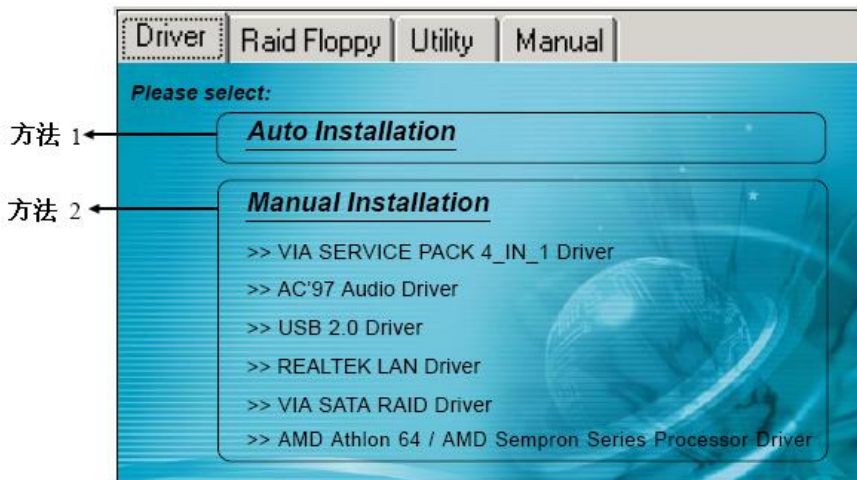 Driver Raid Floppy Utility Manual
Please select:
方法 1 Auto Installation
方法 2 Manual Installation
>> VIA SERVICE PACK 4_IN_1 Driver
>> AC'97 Audio Driver
>> USB 2.0 Driver
>> REALTEK LAN Driver
>> VIA SATA RAID Driver
>> AMD Athlon 64 / AMD Sempron Series Processor Driver